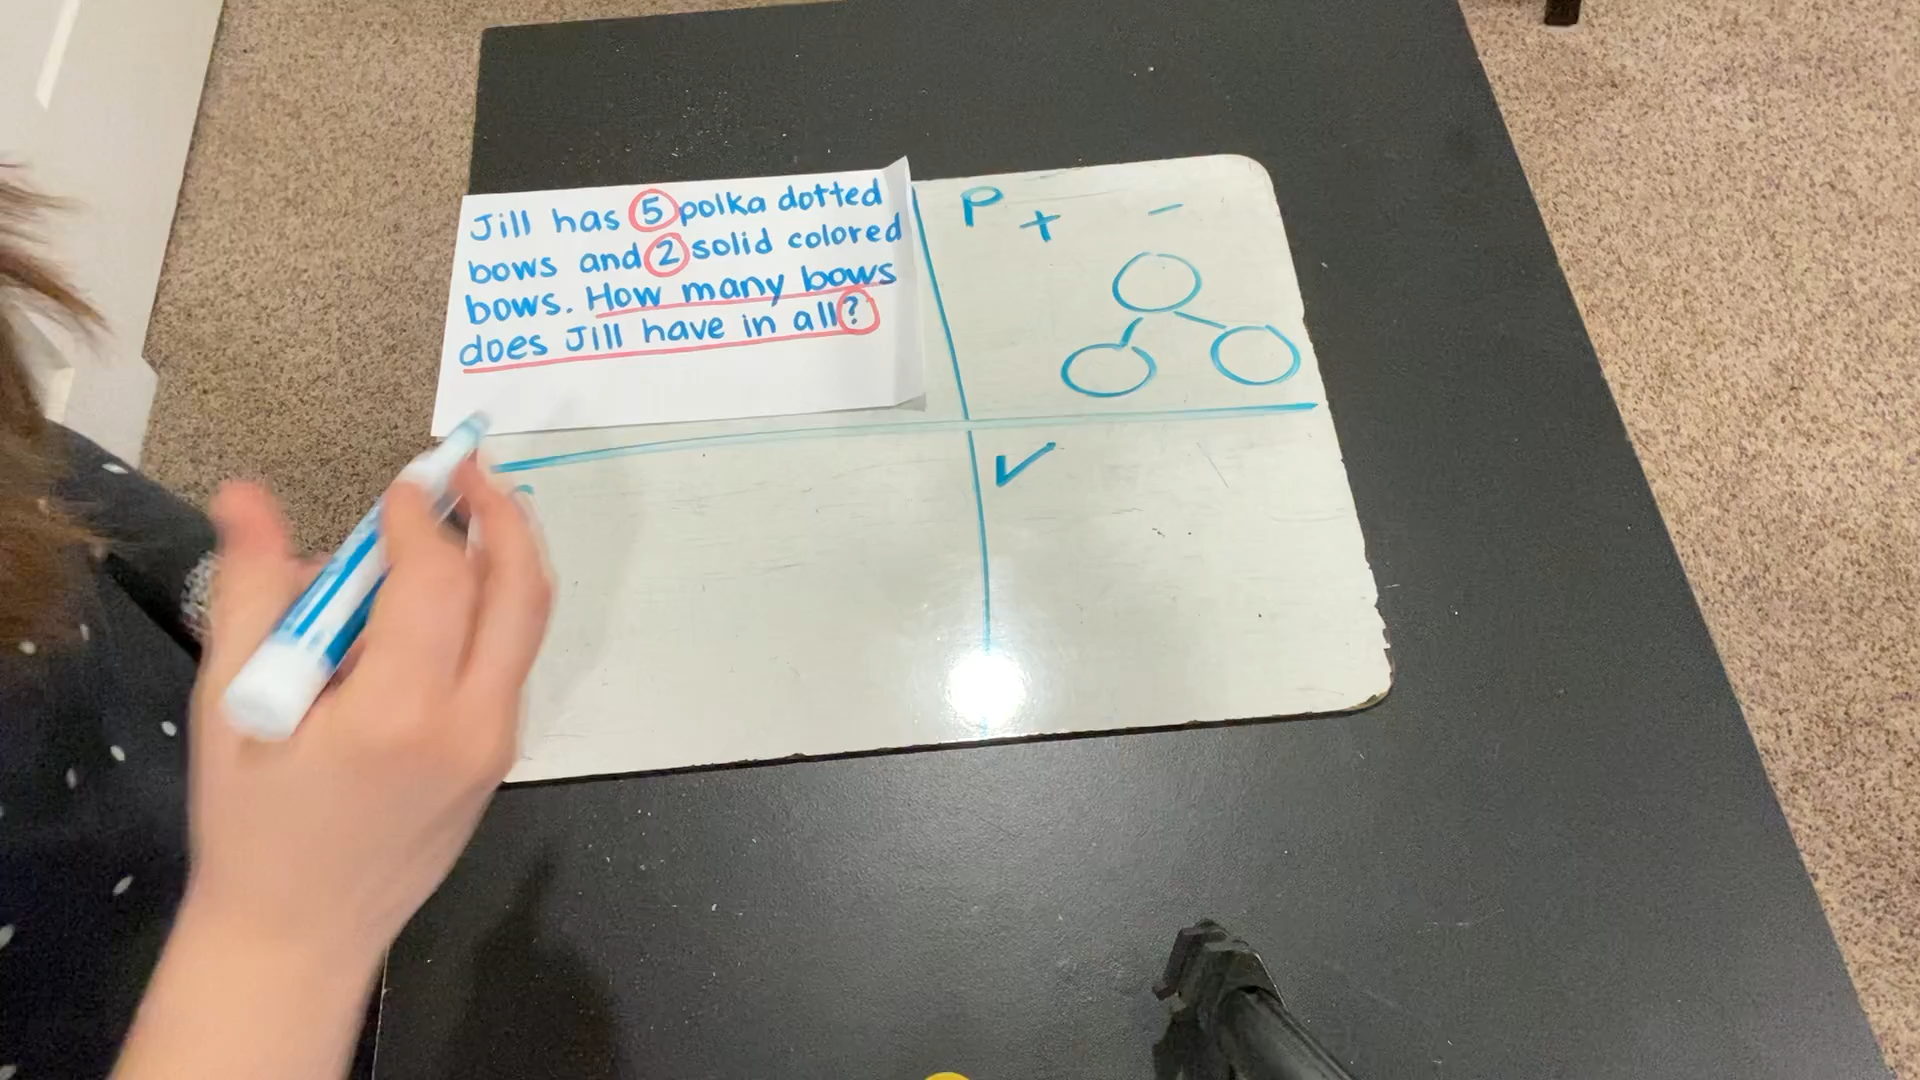 Jill has 5 polka dotted
bows and 2 solid colored
bows. How many bows
does Jill have in all?
P + -
✓